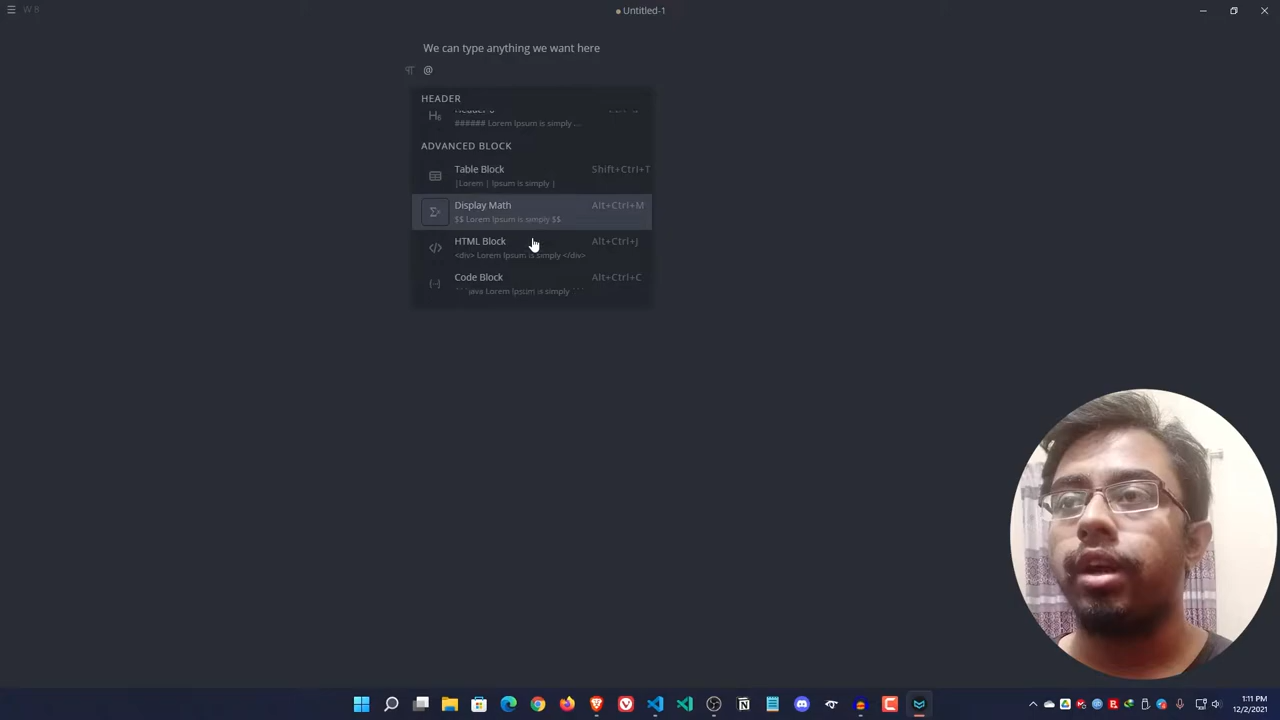 W 8
Untitled-1
We can type anything we want here
@
HEADER
H6
###### Lorem Ipsum is simply ...
ADVANCED BLOCK
Table Block Shift+Ctrl+T
|Lorem | Ipsum is simply |
Display Math Alt+Ctrl+M
$$ Lorem Ipsum is simply $$
HTML Block Alt+Ctrl+J
<div> Lorem Ipsum is simply </div>
Code Block Alt+Ctrl+C
```java Lorem Ipsum is simply ```
1:11 PM
12/2/2021